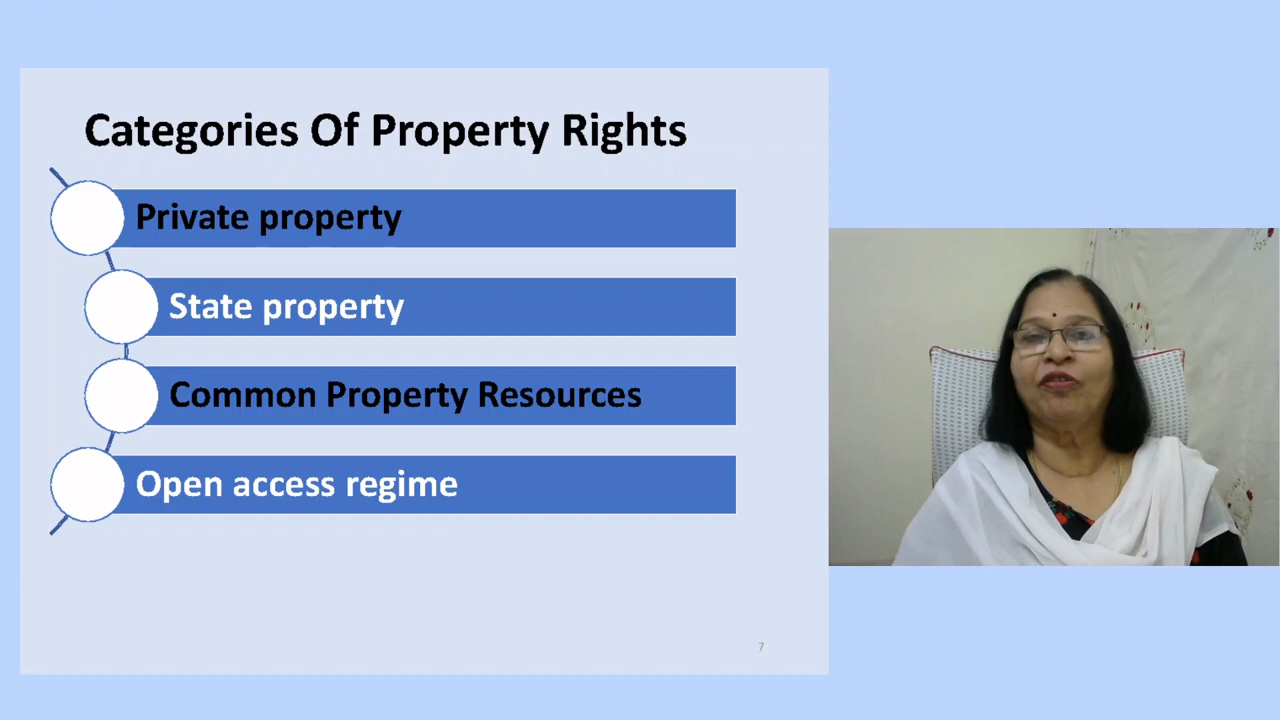 Categories Of Property Rights
Private property
State property
Common Property Resources
Open access regime
7